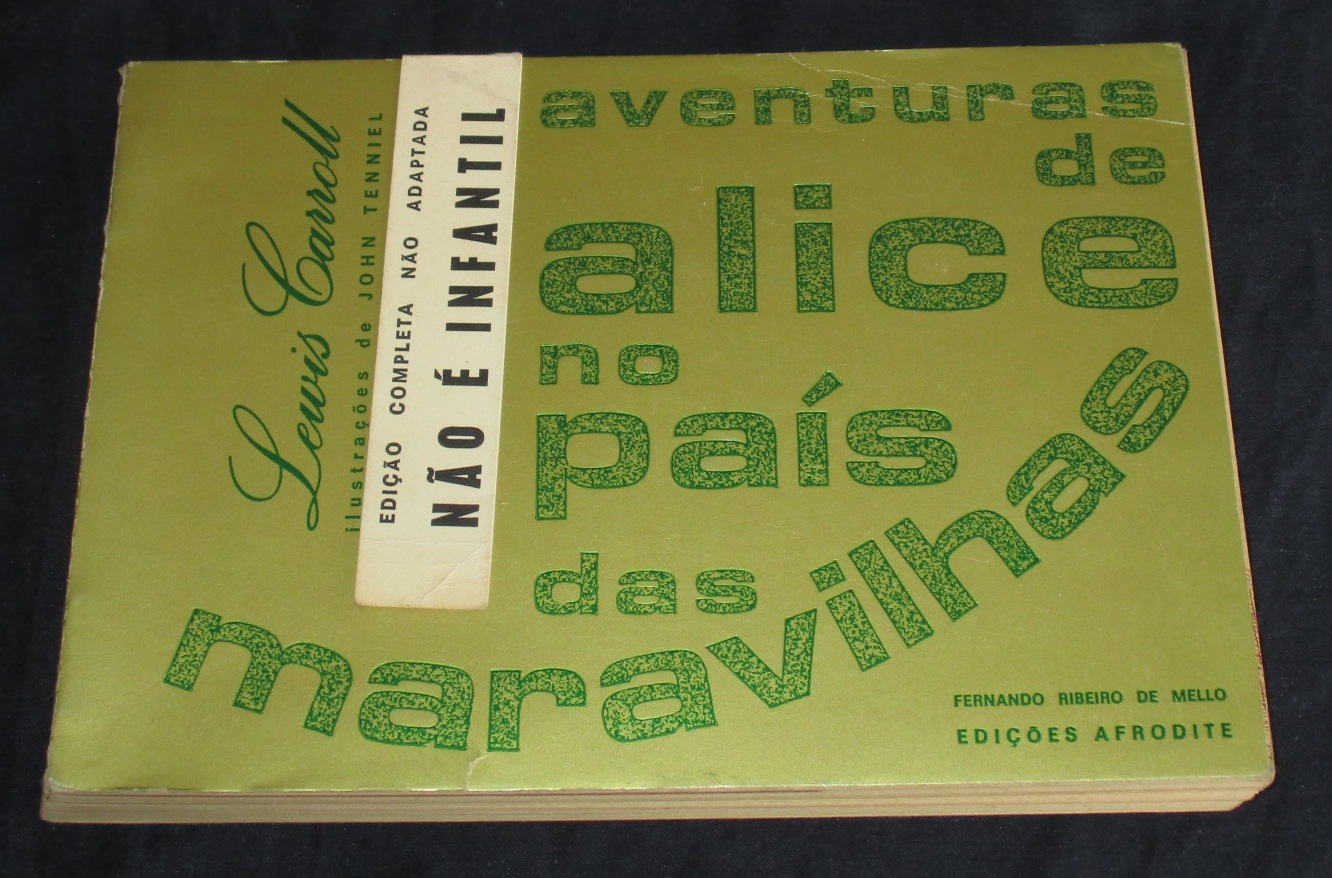 Lewis Carroll
ilustrações de JOHN TENNIEL
EDIÇÃO COMPLETA NÃO ADAPTADA
NÃO É INFANTIL
aventuras
de
alice
no
país
das
maravilhas
FERNANDO RIBEIRO DE MELLO
EDIÇÕES AFRODITE